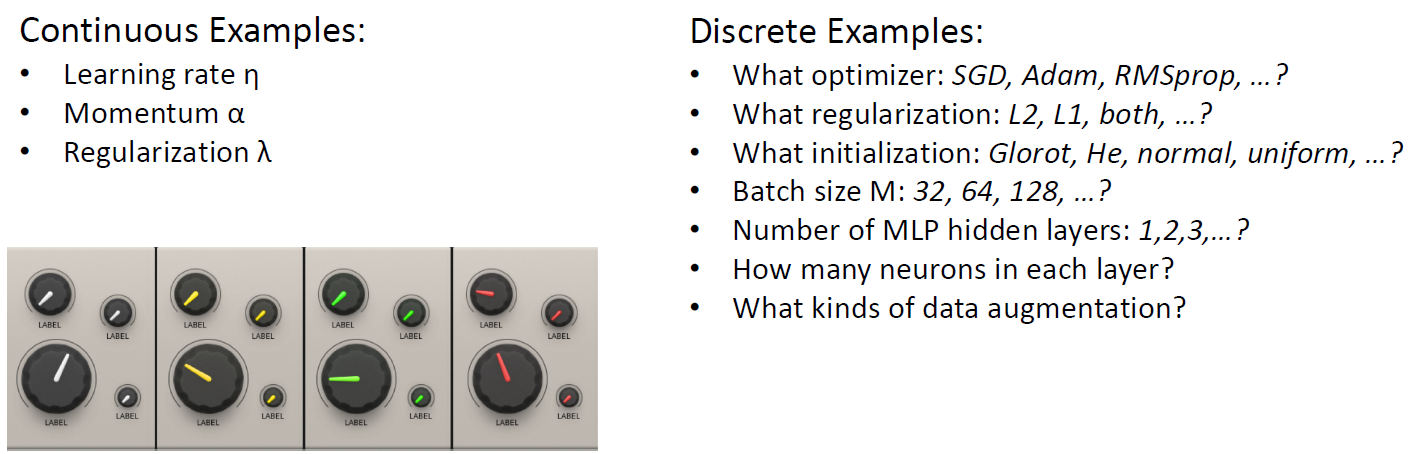 Continuous Examples:
• Learning rate η
• Momentum α
• Regularization λ
LABEL LABEL LABEL LABEL
LABEL LABEL LABEL LABEL
LABEL LABEL LABEL LABEL
LABEL LABEL LABEL LABEL
Discrete Examples:
• What optimizer: SGD, Adam, RMSprop, …?
• What regularization: L2, L1, both, …?
• What initialization: Glorot, He, normal, uniform, …?
• Batch size M: 32, 64, 128, …?
• Number of MLP hidden layers: 1,2,3,…?
• How many neurons in each layer?
• What kinds of data augmentation?